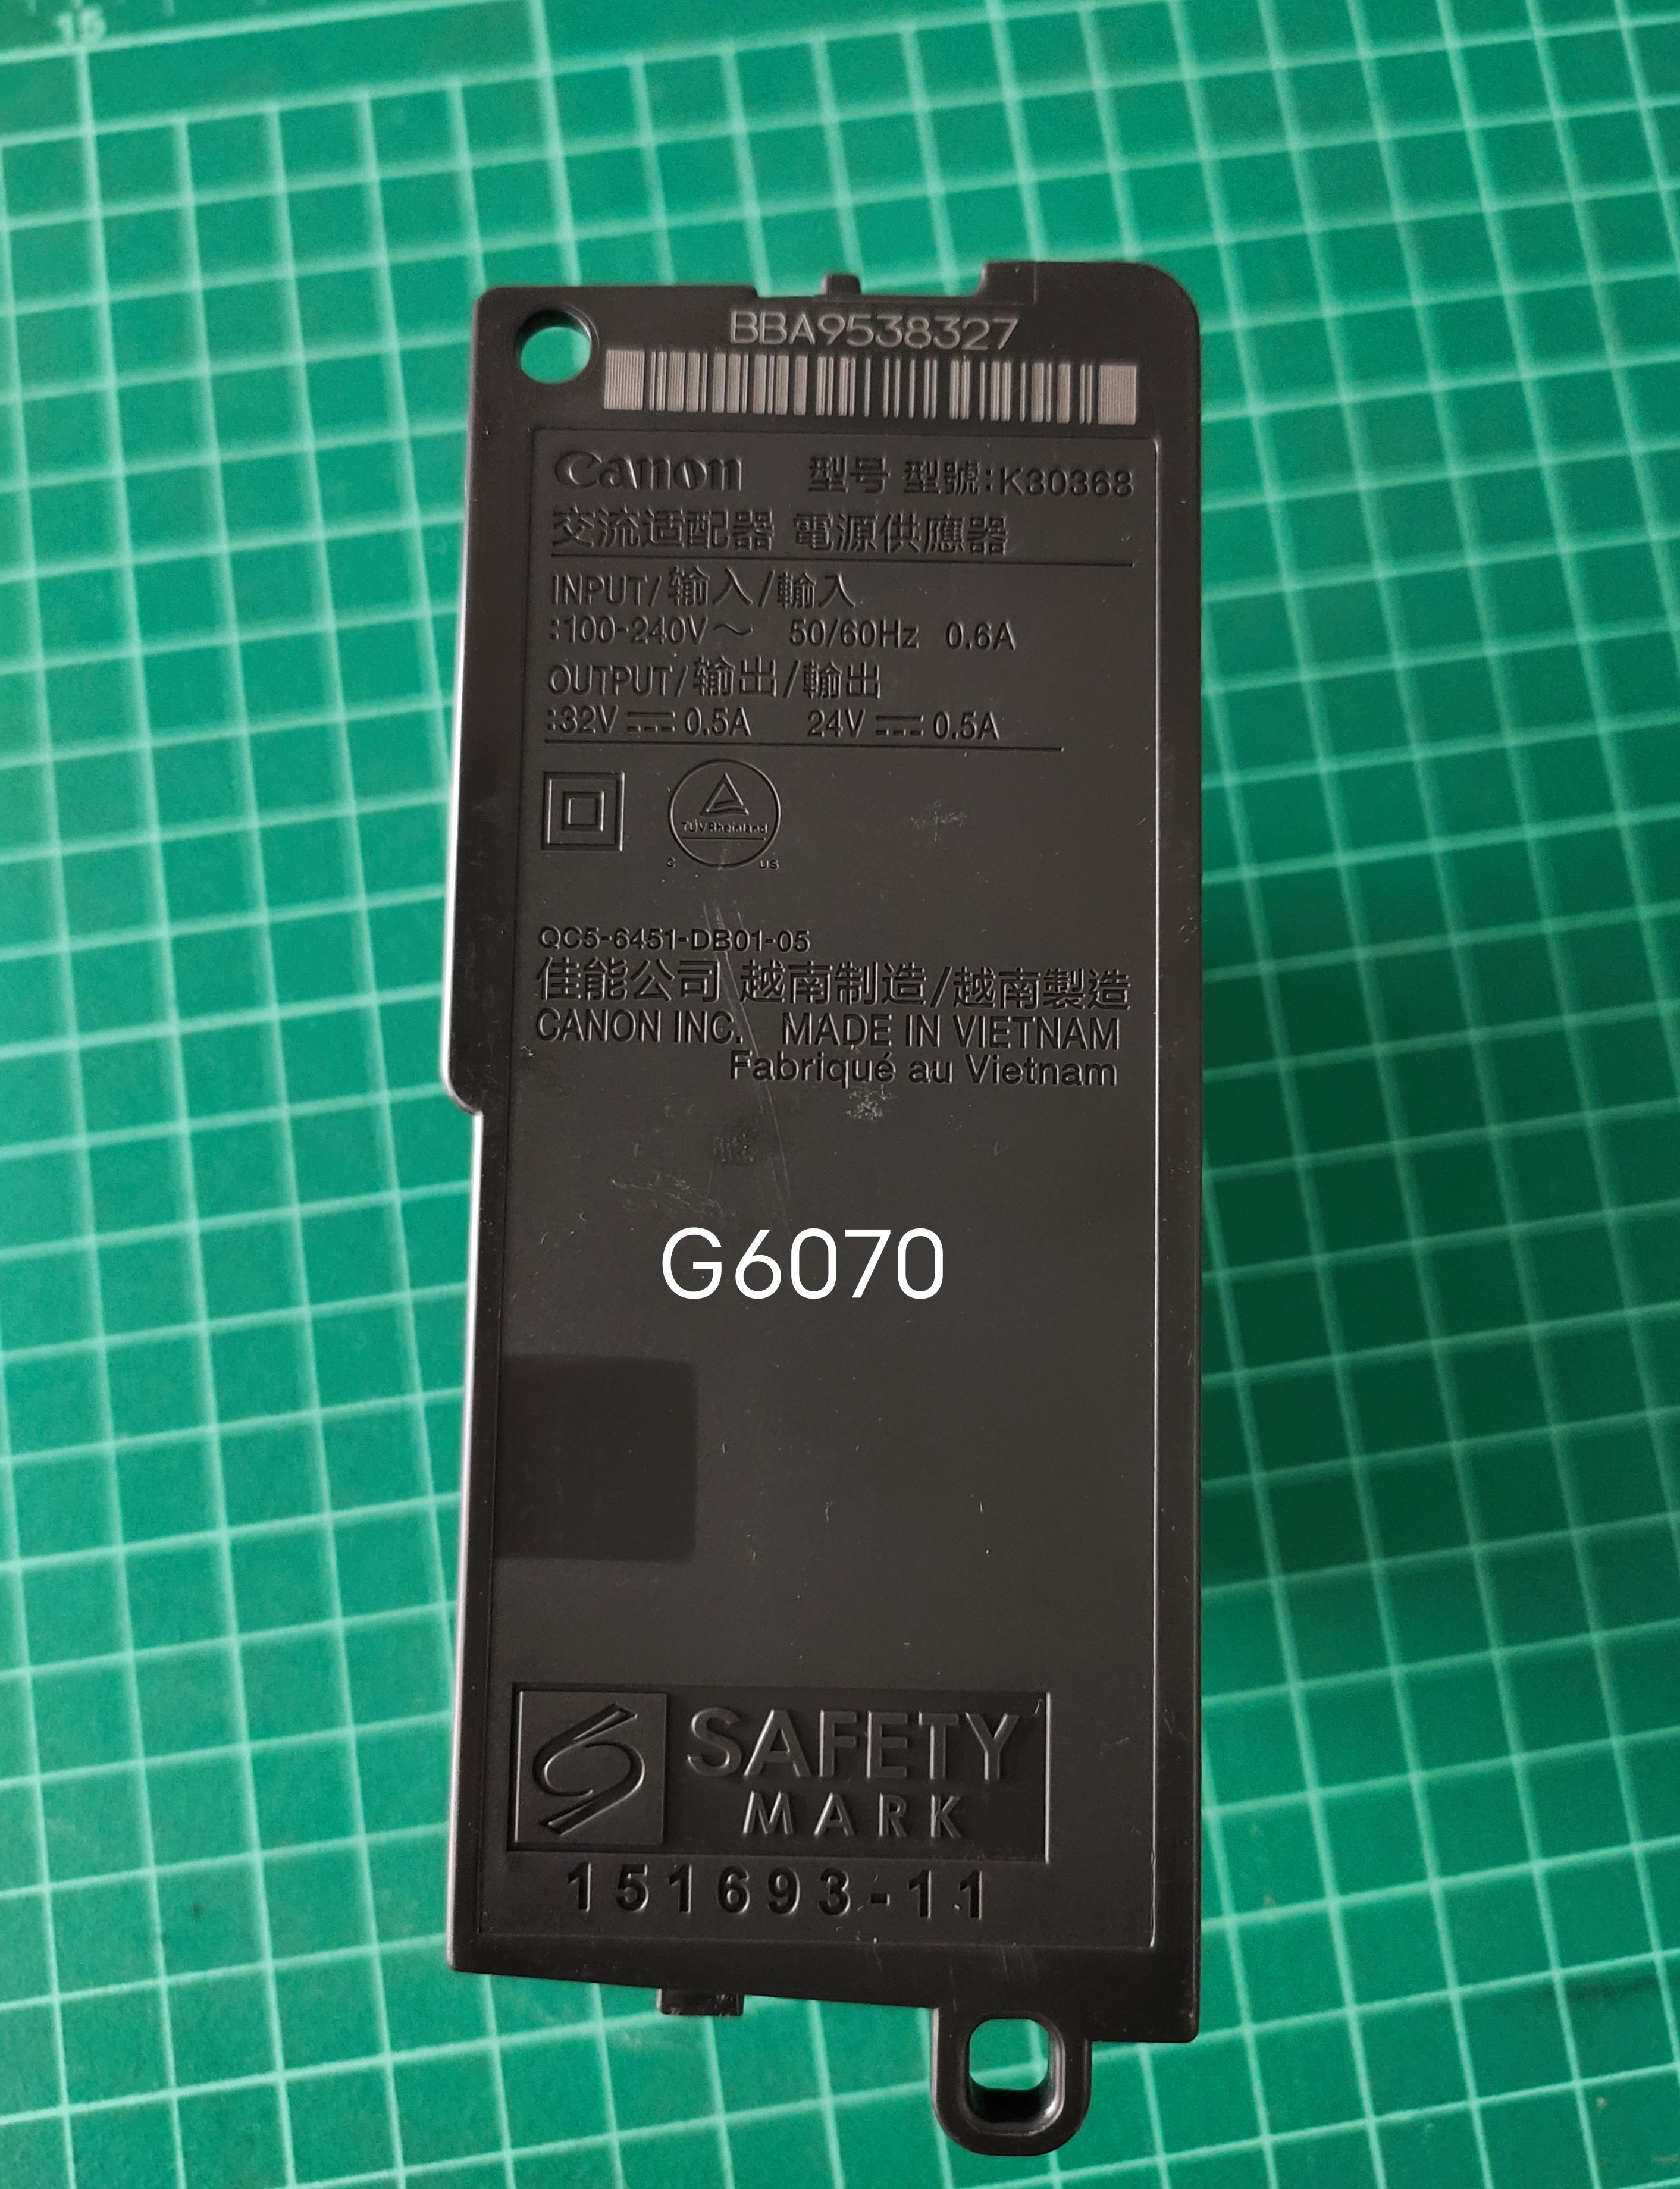 15
BBA9538327
Canon 型号 型號:K30368
交流适配器 電源供應器
INPUT/输入/輸入
:100-240V～ 50/60Hz 0.6A
OUTPUT/输出/輸出
:32V⎓0.5A 24V⎓0.5A
TÜVRheinland
C US
QC5-6451-DB01-05
佳能公司 越南制造/越南製造
CANON INC. MADE IN VIETNAM
Fabriqué au Vietnam
G6070
SAFETY
MARK
151693-11